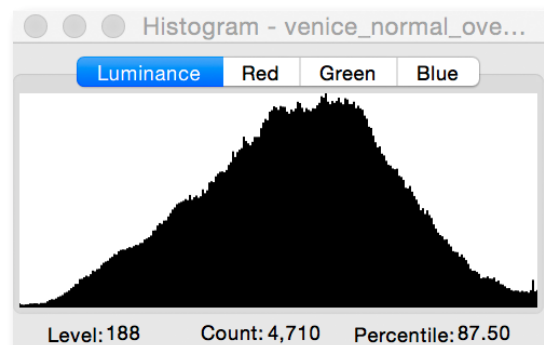 Histogram - venice_normal_ove...
Luminance Red Green Blue
Level: 188 Count: 4,710 Percentile: 87.50